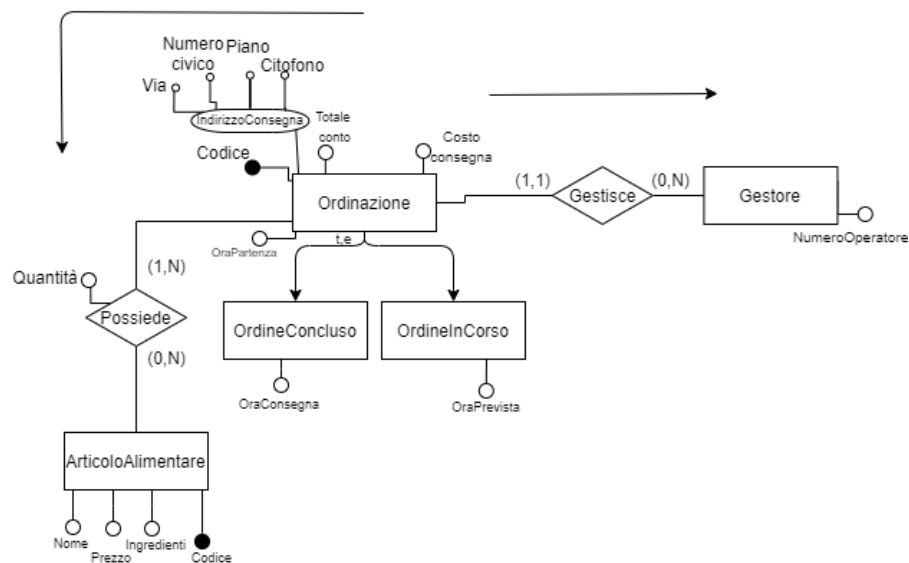 Numero Piano
civico
Citofono
Via
IndirizzoConsegna
Totale
conto
Costo
consegna
Codice
Ordinazione
(1,1)
Gestisce
(0,N)
Gestore
NumeroOperatore
OraPartenza
t,e
(1,N)
Quantità
Possiede
(0,N)
OrdineConcluso
OrdineInCorso
OraConsegna
OraPrevista
ArticoloAlimentare
Nome
Prezzo
Ingredienti
Codice